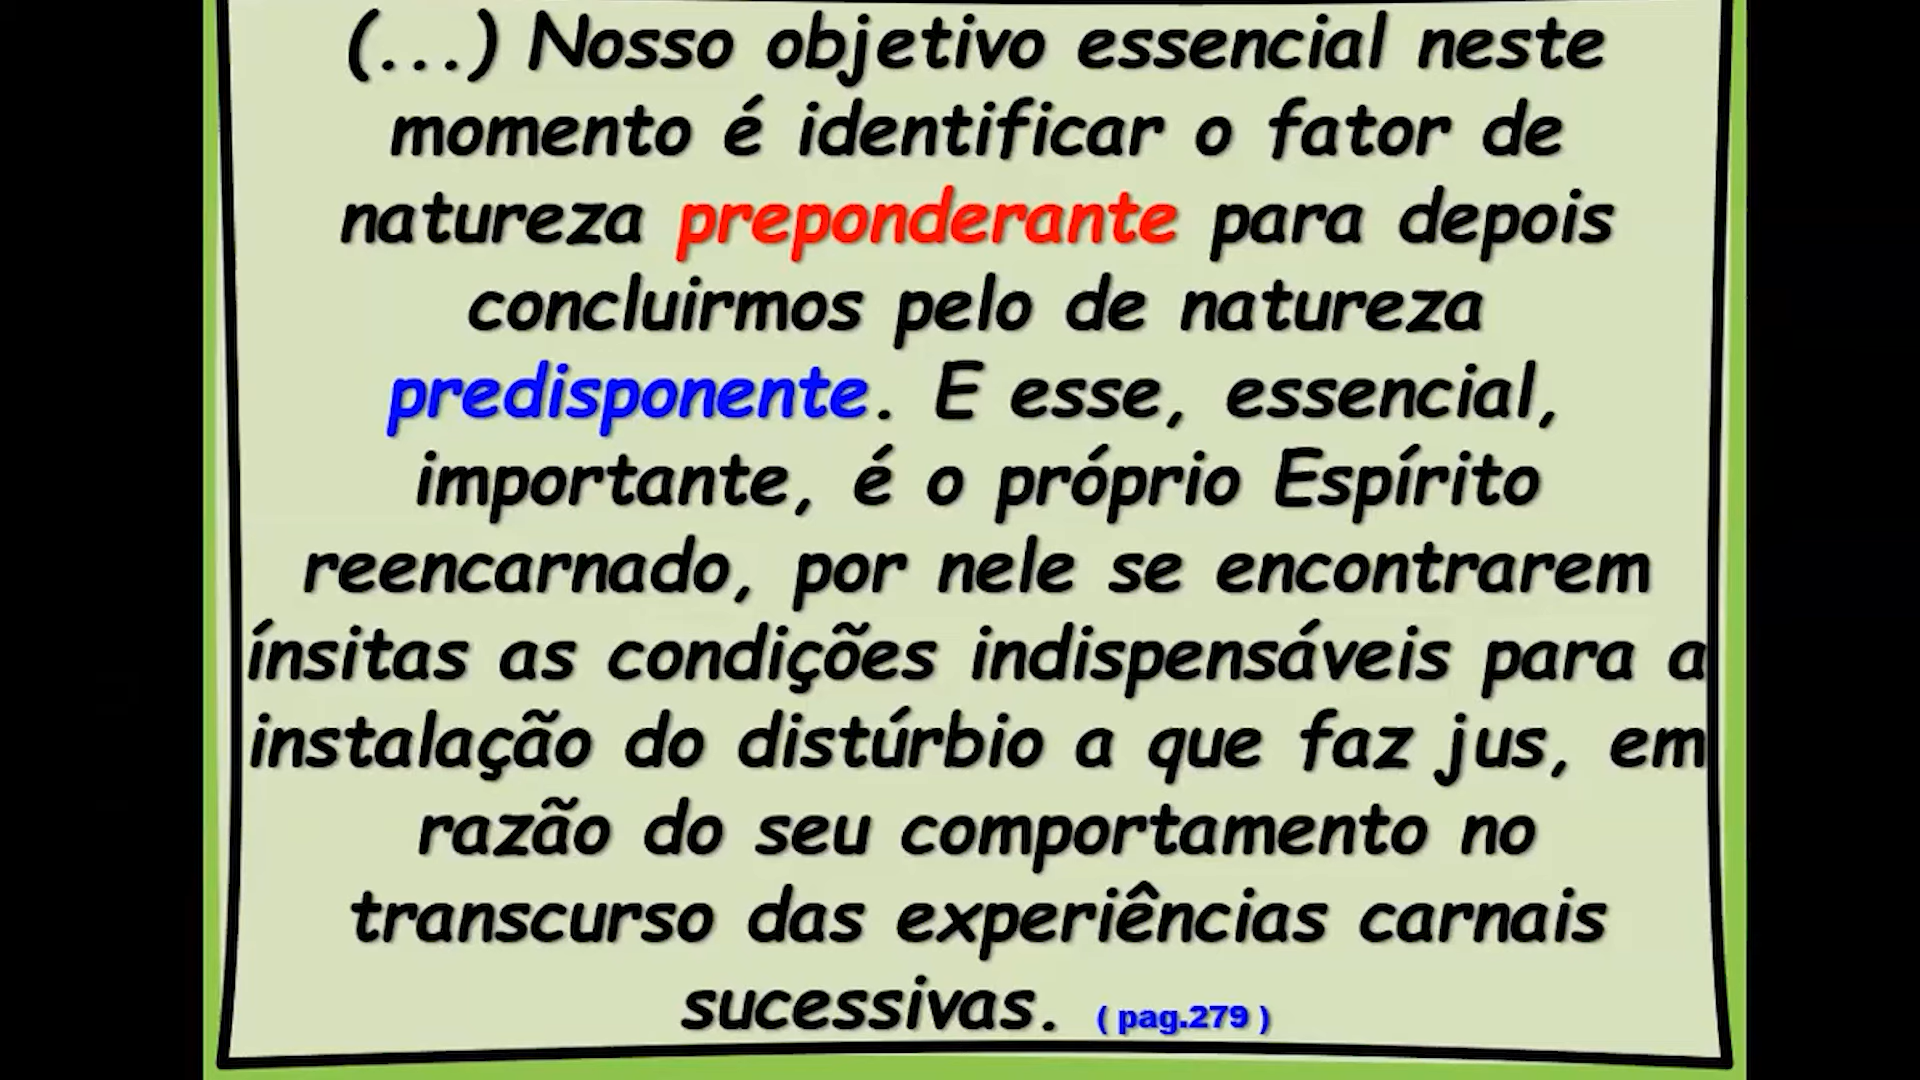 (...) Nosso objetivo essencial neste
momento é identificar o fator de
natureza preponderante para depois
concluirmos pelo de natureza
predisponente. E esse, essencial,
importante, é o próprio Espírito
reencarnado, por nele se encontrarem
ínsitas as condições indispensáveis para a
instalação do distúrbio a que faz jus, em
razão do seu comportamento no
transcurso das experiências carnais
sucessivas. ( pag.279 )